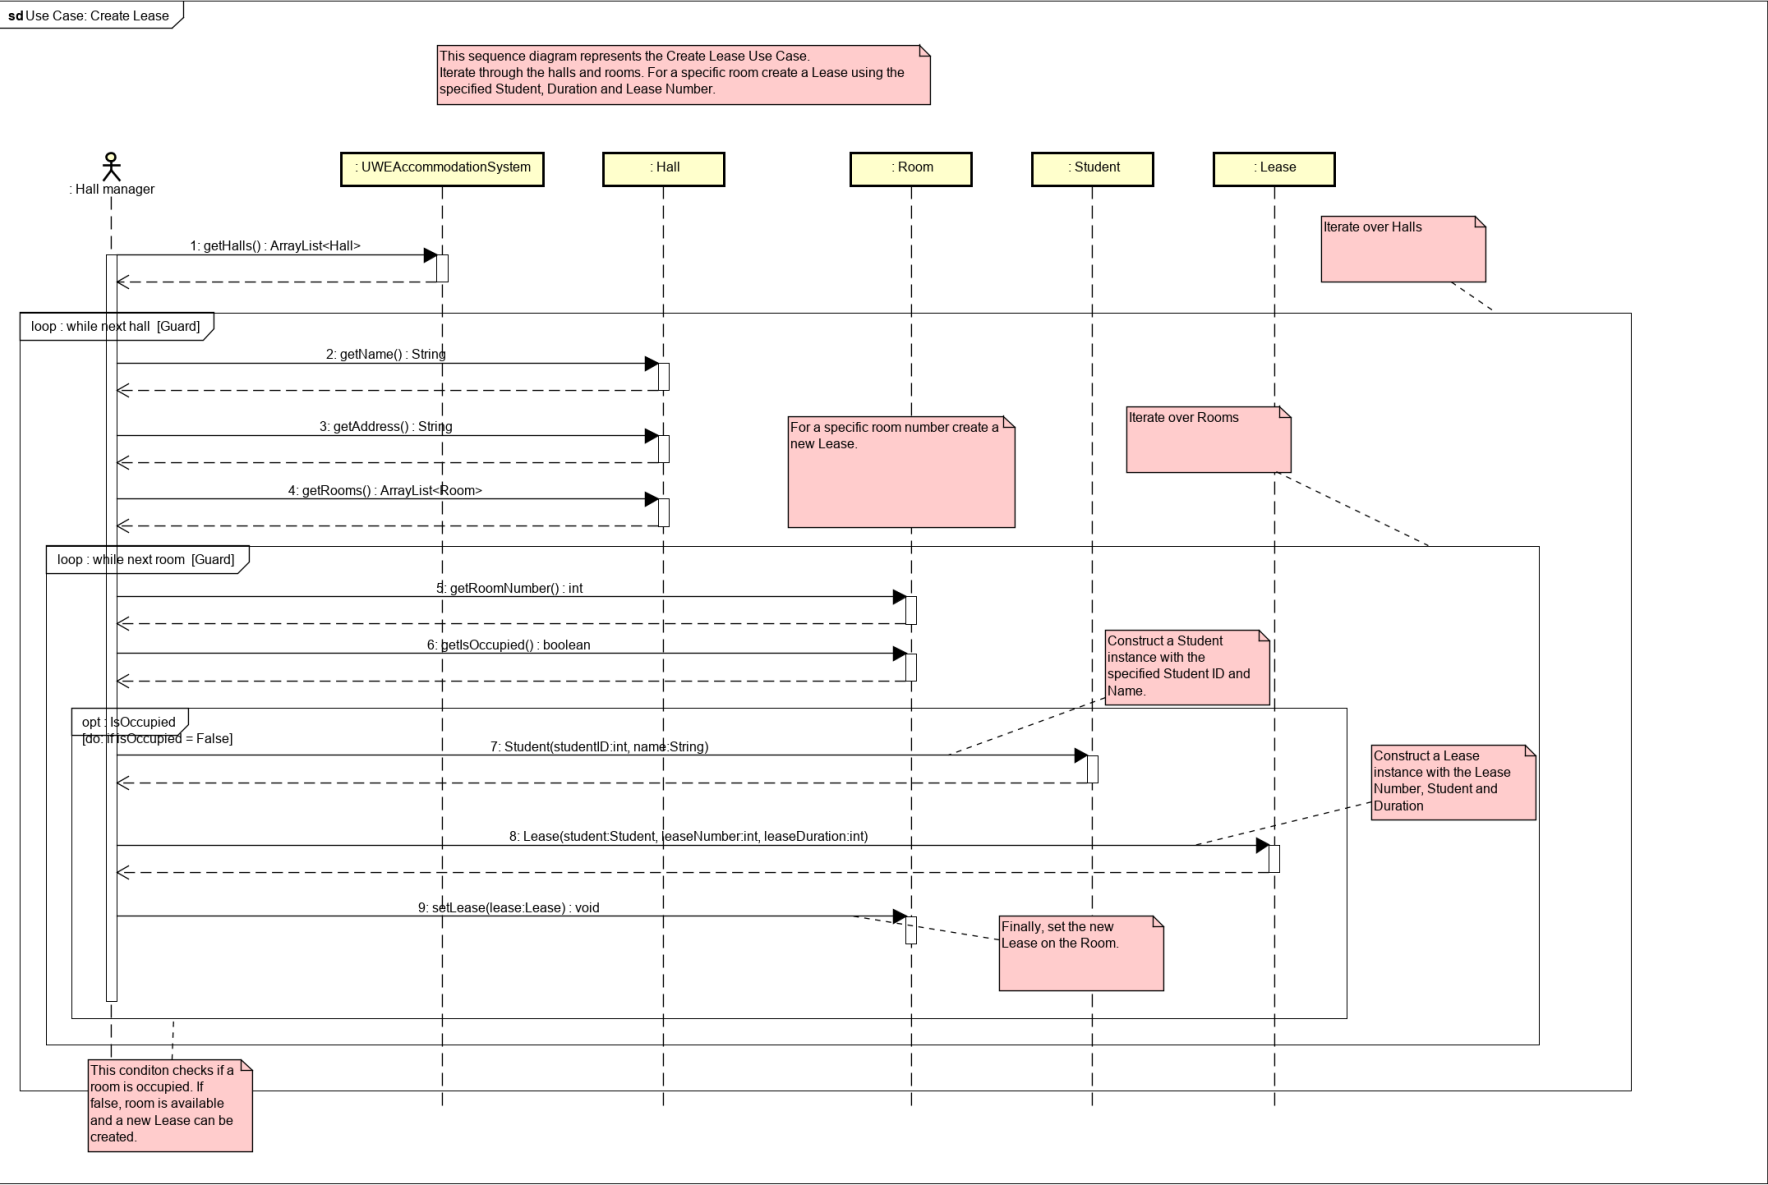 sd Use Case: Create Lease
This sequence diagram represents the Create Lease Use Case.
Iterate through the halls and rooms. For a specific room create a Lease using the
specified Student, Duration and Lease Number.
: Hall manager
: UWEAccommodationSystem
: Hall
: Room
: Student
: Lease
Iterate over Halls
1: getHalls() : ArrayList<Hall>
loop : while next hall [Guard]
2: getName() : String
3: getAddress() : String
For a specific room number create a
new Lease.
Iterate over Rooms
4: getRooms() : ArrayList<Room>
loop : while next room [Guard]
5: getRoomNumber() : int
6: getIsOccupied() : boolean
Construct a Student
instance with the
specified Student ID and
Name.
opt : IsOccupied
[do: if isOccupied = False]
7: Student(studentID:int, name:String)
Construct a Lease
instance with the Lease
Number, Student and
Duration
8: Lease(student:Student, leaseNumber:int, leaseDuration:int)
9: setLease(lease:Lease) : void
Finally, set the new
Lease on the Room.
This conditon checks if a
room is occupied. If
false, room is available
and a new Lease can be
created.